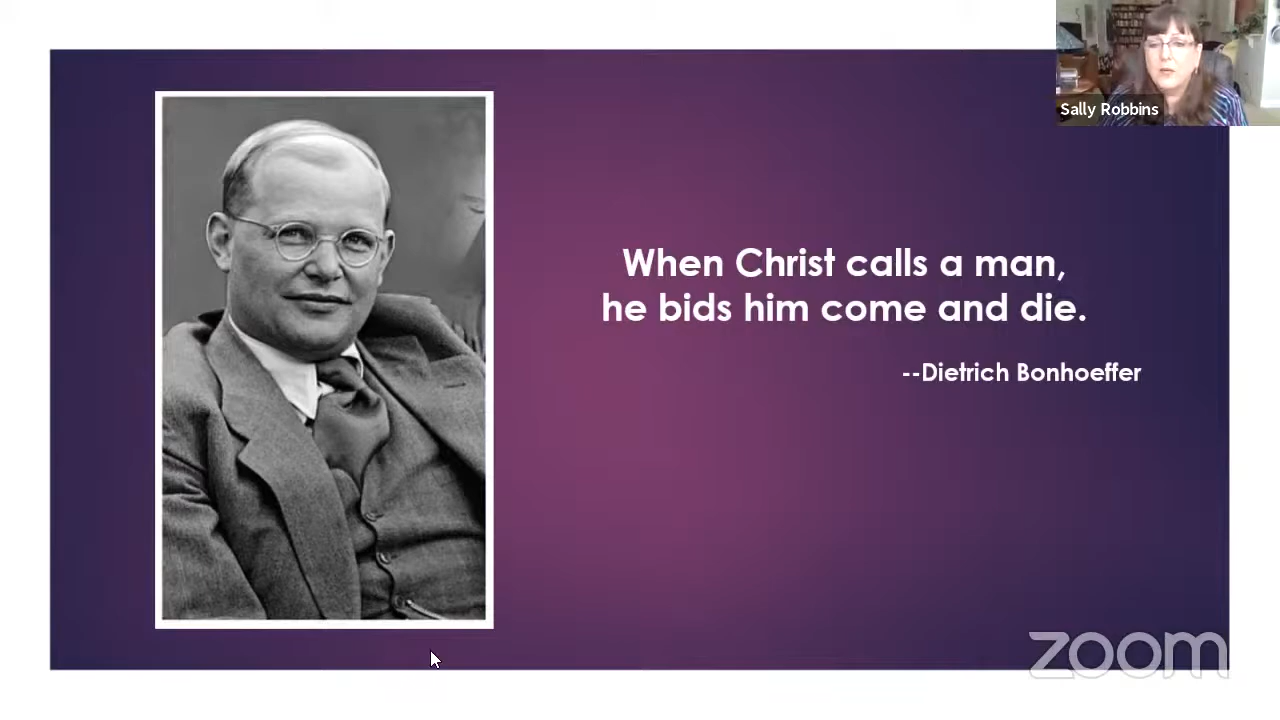 Sally Robbins
When Christ calls a man,
he bids him come and die.
--Dietrich Bonhoeffer
zoom